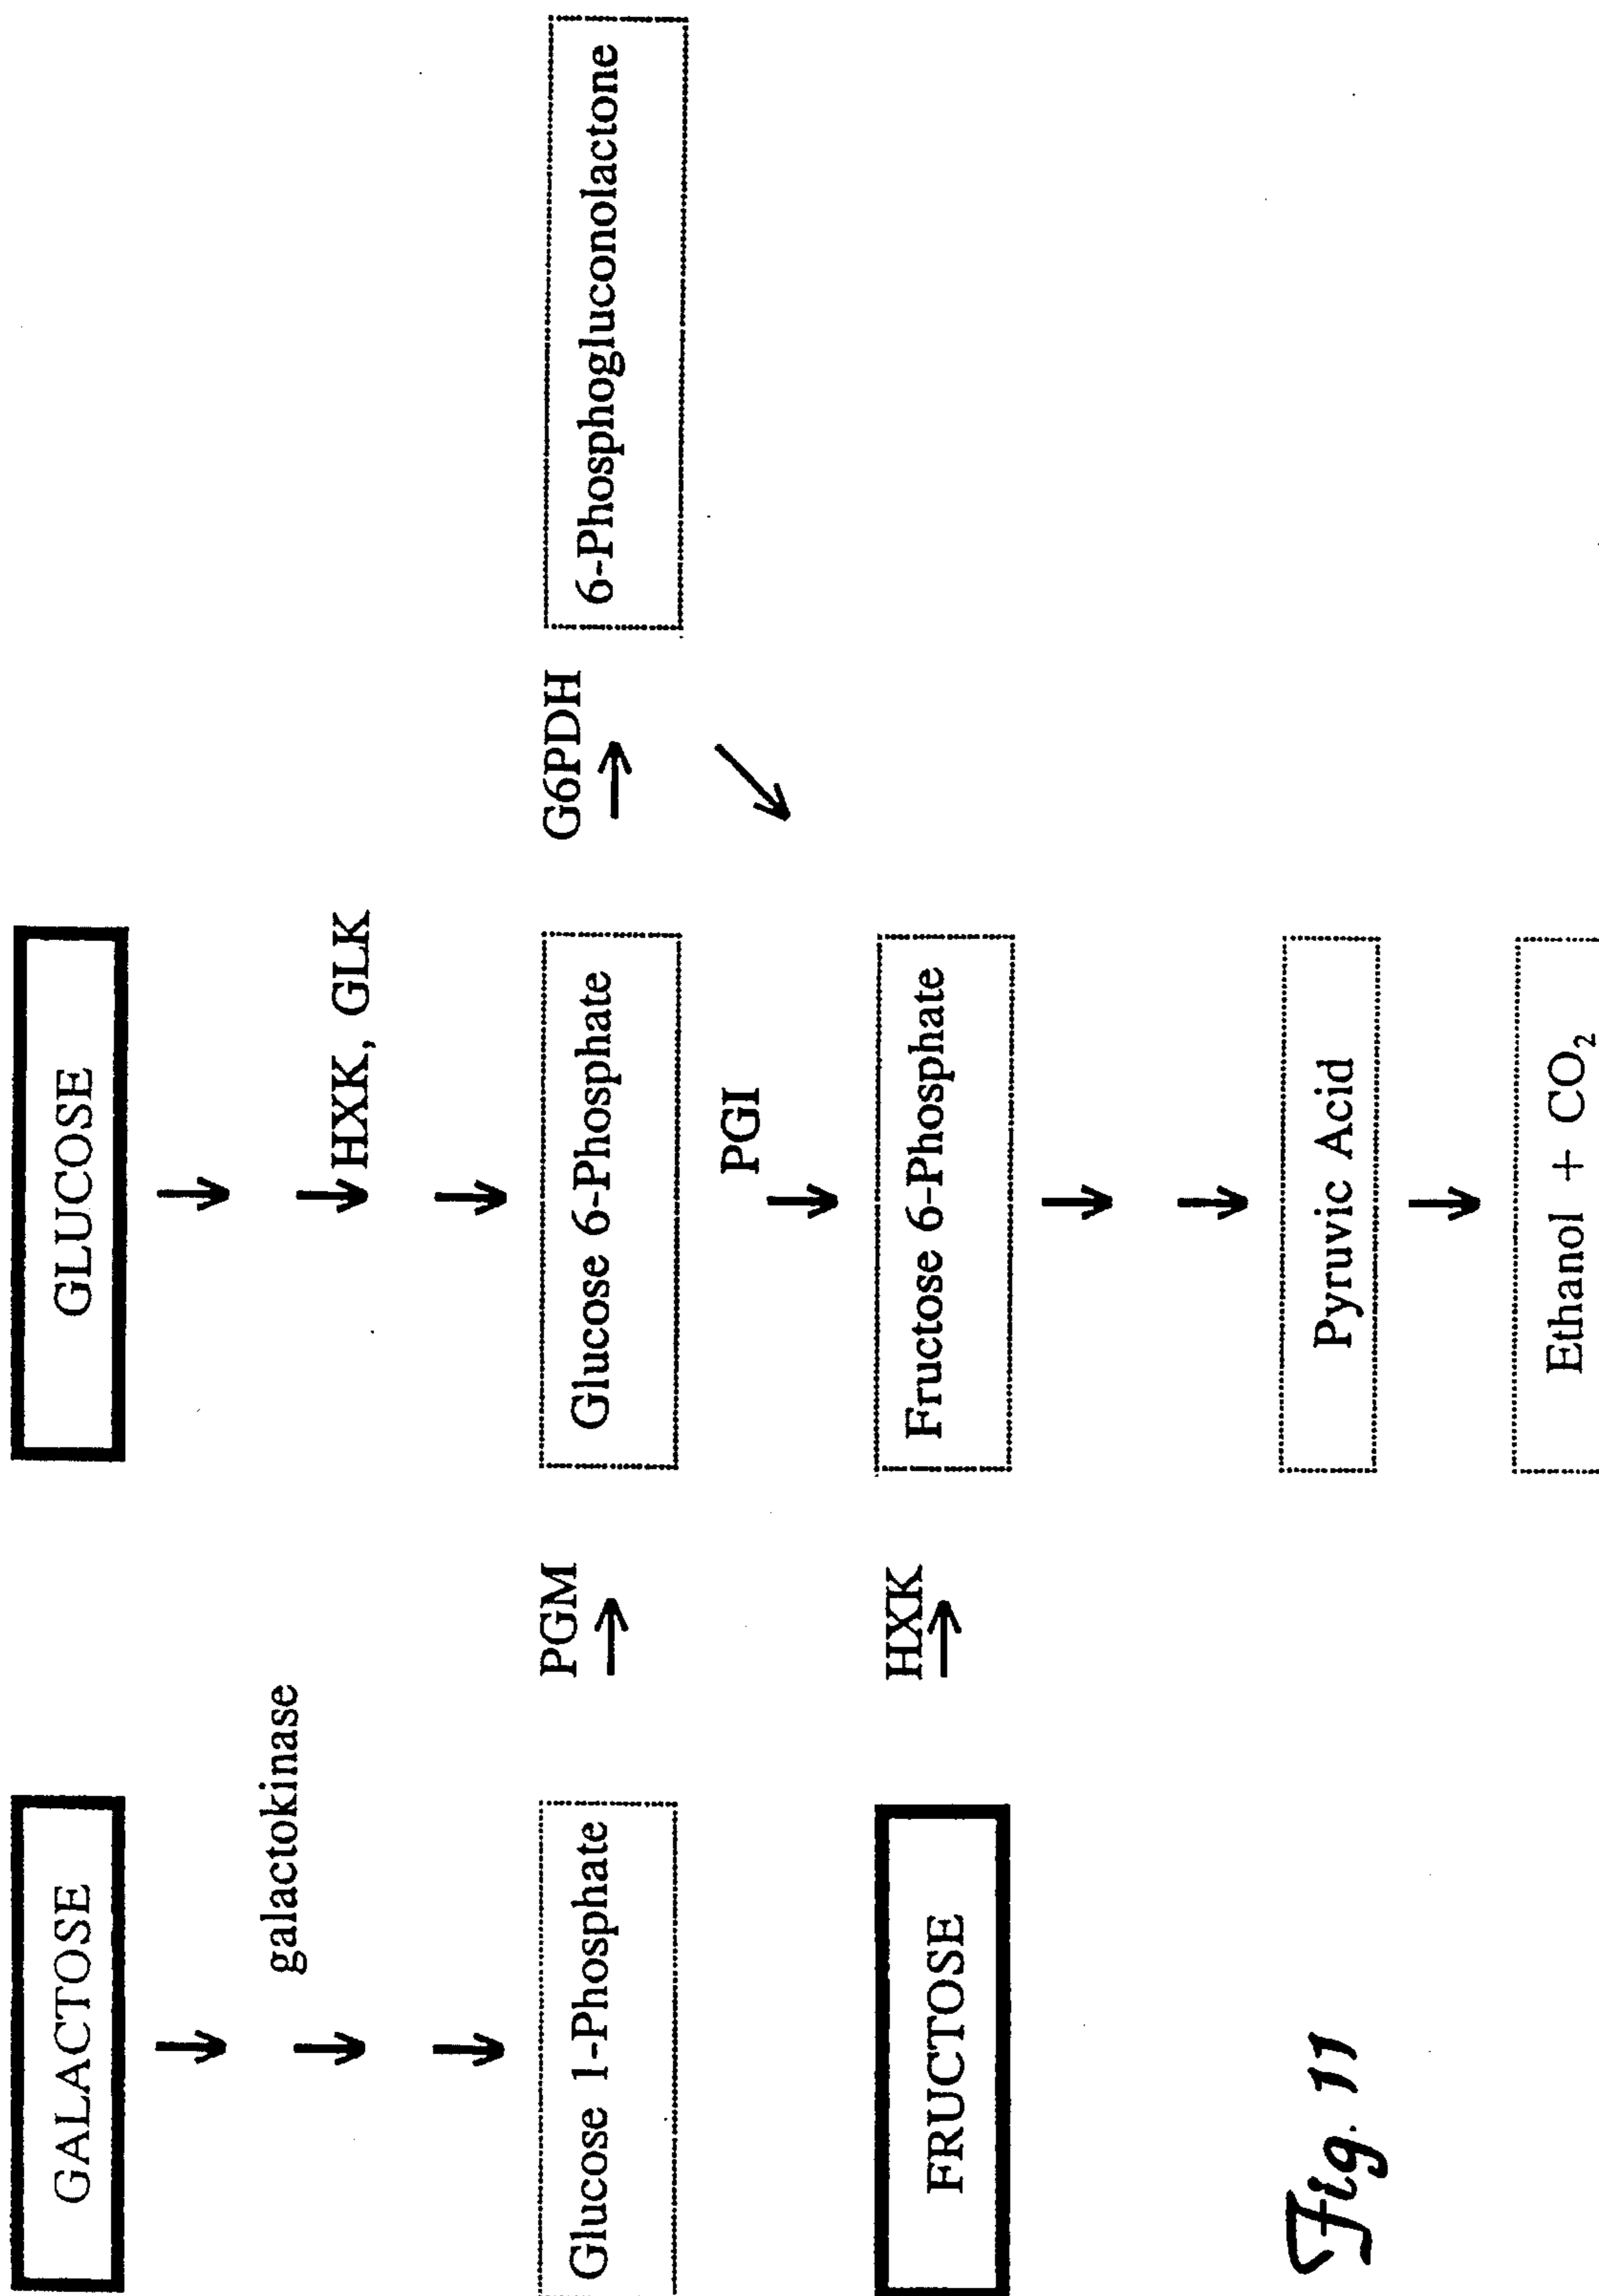 GALACTOSE
GLUCOSE
galactokinase
HXK, GLK
Glucose 1-Phosphate
PGM
Glucose 6-Phosphate
G6PDH
6-Phosphogluconolactone
PGI
FRUCTOSE
HXK
Fructose 6-Phosphate
Pyruvic Acid
Ethanol + CO₂
Fig. 11